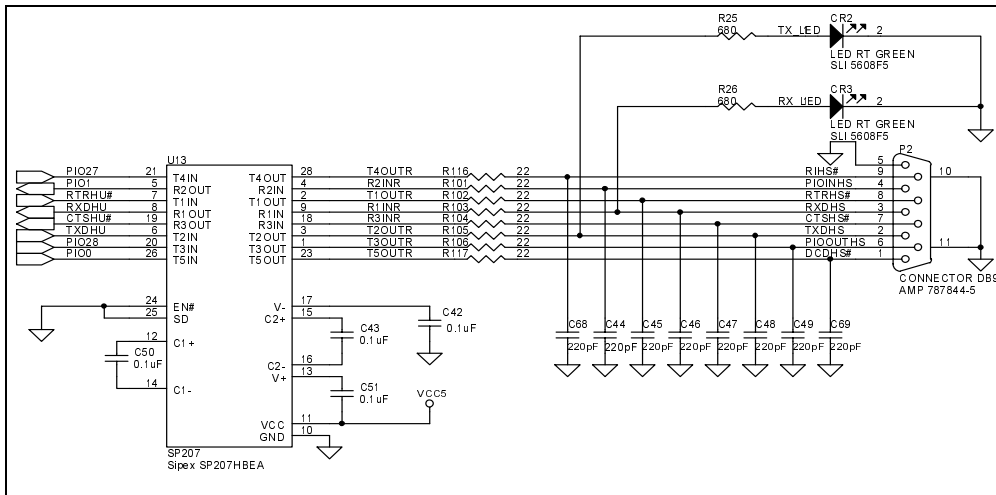 R25
680
TX_LED
CR2
2
LED RT GREEN
SLI 5608F5
R26
680
RX_LED
CR3
2
LED RT GREEN
SLI 5608F5
U13
P2
PIO27 21 T4IN T4OUT 28 T4OUTR R116 22 RIHS# 5
PIO1 5 R2OUT R2IN 4 R2INR R101 22 PIOINHS 9
RTRHU# 7 T1IN T1OUT 2 T1OUTR R102 22 RTRHS# 4
RXDHU 8 R1OUT R1IN 9 R1INR R103 22 RXDHS 8
CTSHU# 19 R3OUT R3IN 18 R3INR R104 22 CTSHS# 3
TXDHU 6 T2IN T2OUT 3 T2OUTR R105 22 TXDHS 7
PIO28 20 T3IN T3OUT 1 T3OUTR R106 22 PIOOUTHS 2
PIO0 26 T5IN T5OUT 23 T5OUTR R117 22 DCDHS# 6
1
10
11
CONNECTOR DB9
AMP 787844-5
24 EN#
25 SD
12 C1+
C50
0.1uF
14 C1-
V- 17
C2+ 15
C42
0.1uF
C43
0.1uF
C2- 16
V+ 13
C51
0.1uF
VCC5
VCC 11
GND 10
C68
220pF
C44
220pF
C45
220pF
C46
220pF
C47
220pF
C48
220pF
C49
220pF
C69
220pF
SP207
Sipex SP207HBEA